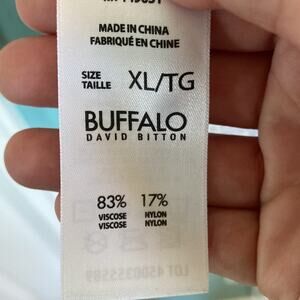 MADE IN CHINA
FABRIQUÉ EN CHINE
SIZE
TAILLE
XL/TG
BUFFALO
DAVID BITTON
83% 17%
VISCOSE NYLON
VISCOSE NYLON